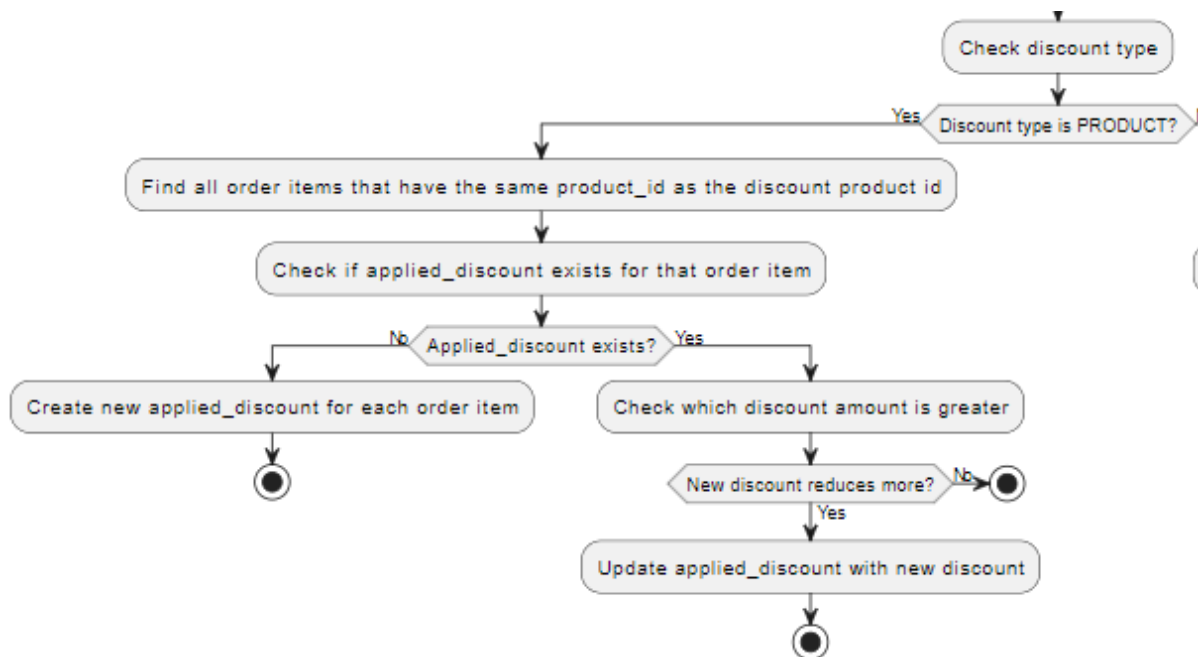 Check discount type
Yes
Discount type is PRODUCT?
Find all order items that have the same product_id as the discount product id
Check if applied_discount exists for that order item
No
Applied_discount exists?
Yes
Create new applied_discount for each order item
Check which discount amount is greater
New discount reduces more?
No
Yes
Update applied_discount with new discount